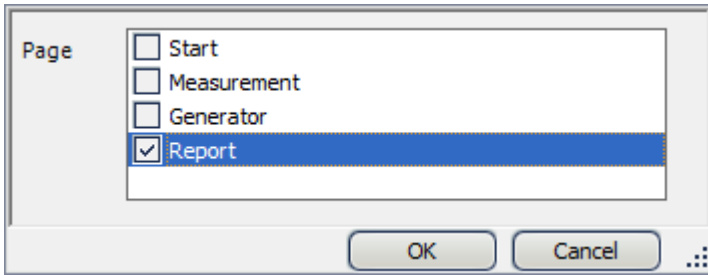 Page
Start
Measurement
Generator
Report
OK
Cancel